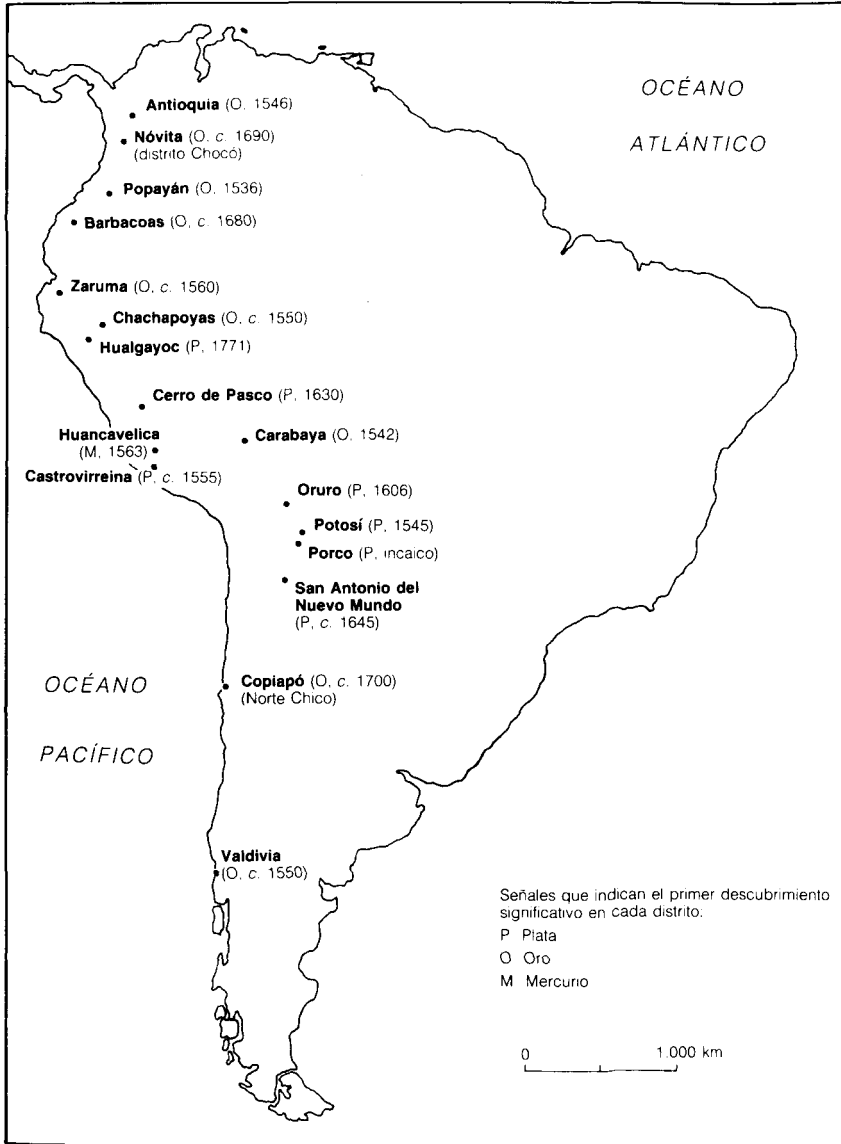 OCÉANO
ATLÁNTICO
Antioquia (O. 1546)
Nóvita (O. c. 1690)
(distrito Chocó)
Popayán (O. 1536)
Barbacoas (O, c. 1680)
Zaruma (O, c. 1560)
Chachapoyas (O, c. 1550)
Hualgayoc (P, 1771)
Cerro de Pasco (P, 1630)
Huancavelica
(M, 1563)
Carabaya (O. 1542)
Castrovirreina (P, c. 1555)
Oruro (P, 1606)
Potosí (P, 1545)
Porco (P, incaico)
San Antonio del
Nuevo Mundo
(P, c. 1645)
OCÉANO
PACÍFICO
Copiapó (O, c. 1700)
(Norte Chico)
Valdivia
(O, c. 1550)
Señales que indican el primer descubrimiento
significativo en cada distrito:
P Plata
O Oro
M Mercurio
0 1.000 km